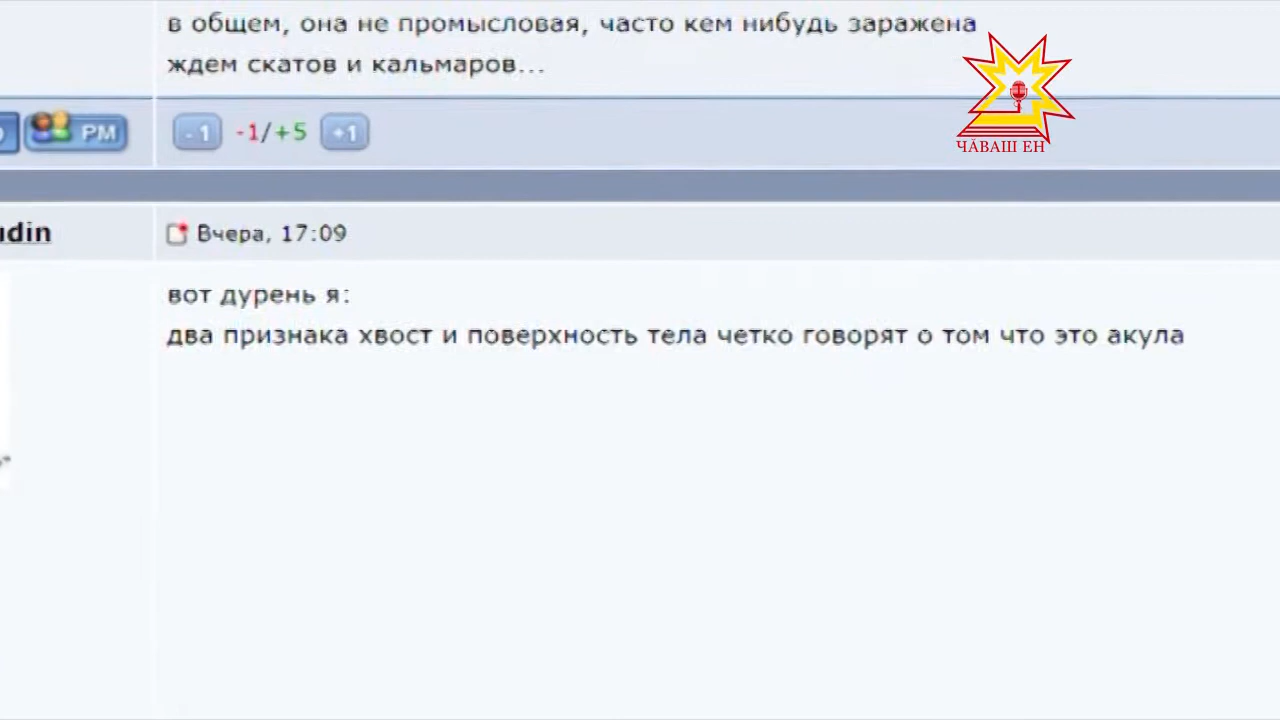 в общем, она не промысловая, часто кем нибудь заражена
ждем скатов и кальмаров...
PM
-1 -1/+5 +1
ЧӐВАШ ЕН
udin
Вчера, 17:09
вот дурень я:
два признака хвост и поверхность тела четко говорят о том что это акула